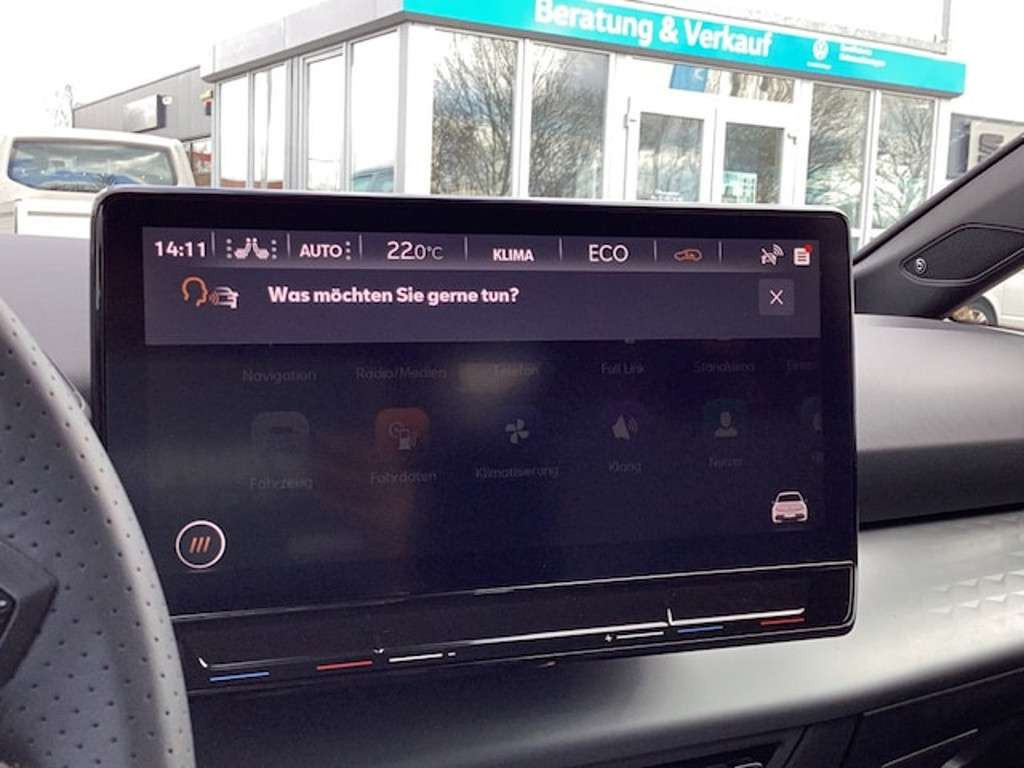 Beratung & Verkauf
14:11 AUTO 22.0°C KLIMA ECO
Was möchten Sie gerne tun?
Navigation Radio/Medien Telefon Full Link Standklima
Fahrzeug Fahrdaten Klimatisierung Klang Nutzer